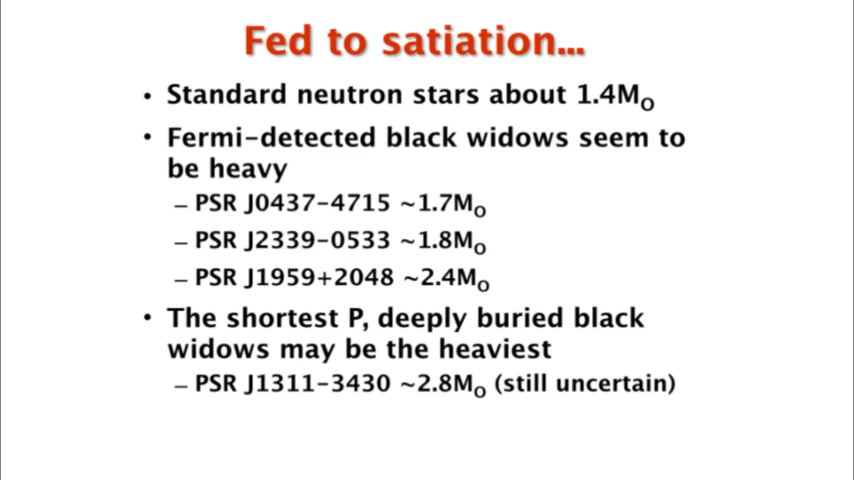 Fed to satiation...
• Standard neutron stars about 1.4MO
• Fermi-detected black widows seem to
be heavy
– PSR J0437-4715 ~1.7MO
– PSR J2339-0533 ~1.8MO
– PSR J1959+2048 ~2.4MO
• The shortest P, deeply buried black
widows may be the heaviest
– PSR J1311-3430 ~2.8MO (still uncertain)